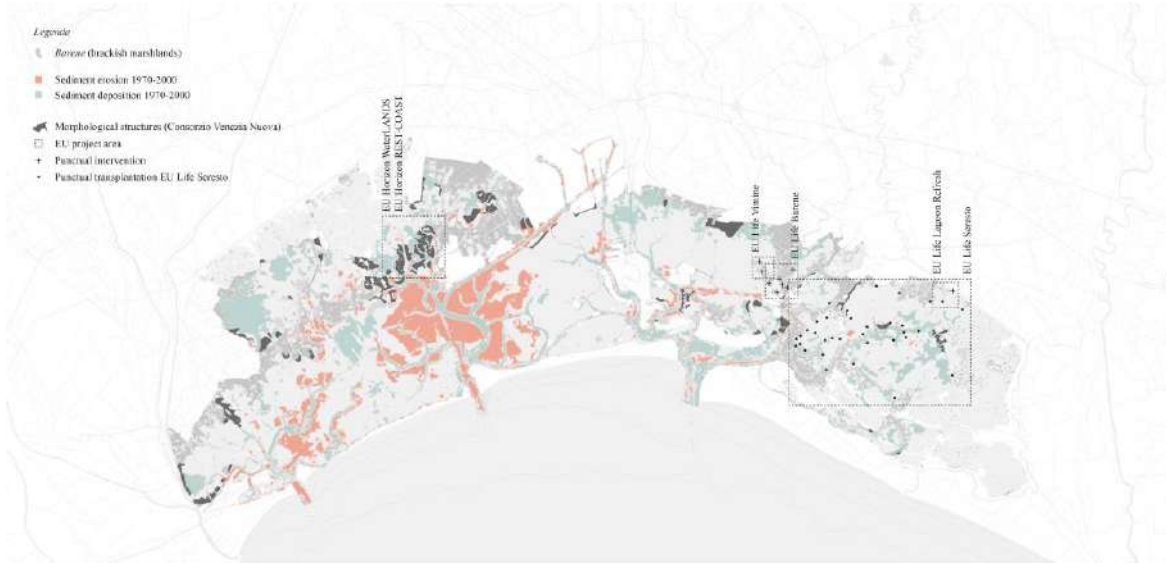 Legenda
Barene (brackish marshlands)
Sediment erosion 1970-2000
Sediment deposition 1970-2000
Morphological structures (Consorzio Venezia Nuova)
EU project area
Punctual intervention
Punctual transplantation EU Life Seresto
EU Horizon WaterLANDS
EU Horizon REST-COAST
EU Life Vimine
EU Life Barene
EU Life Lagoon Refresh
EU Life Seresto